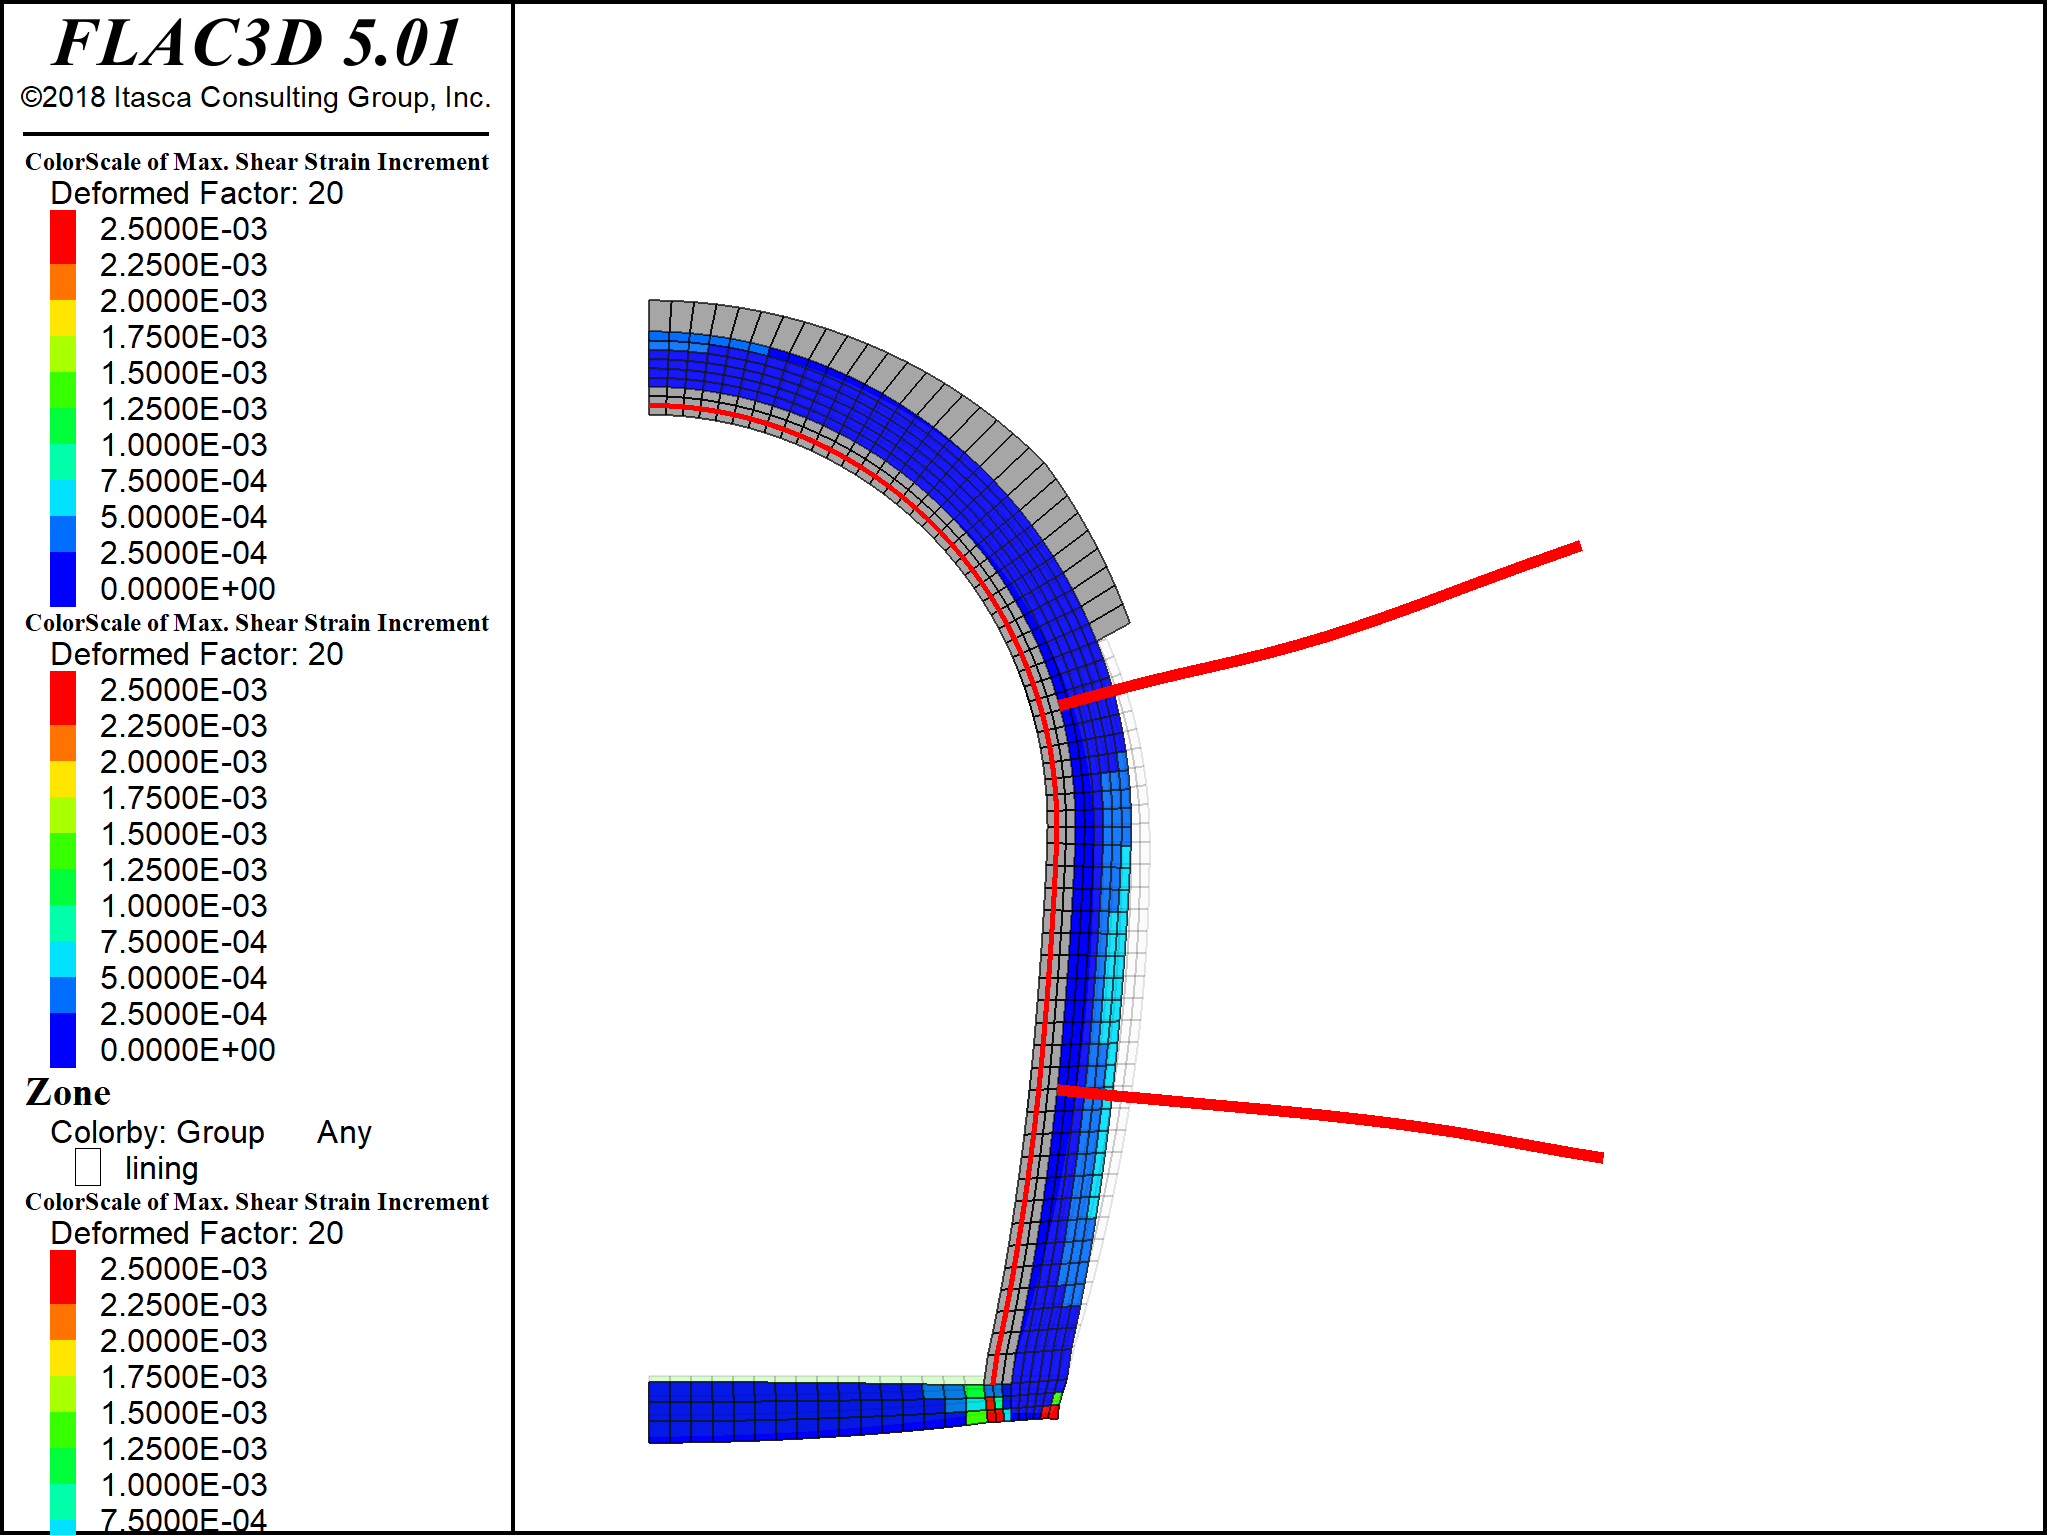 FLAC3D 5.01
©2018 Itasca Consulting Group, Inc.
ColorScale of Max. Shear Strain Increment
Deformed Factor: 20
2.5000E-03
2.2500E-03
2.0000E-03
1.7500E-03
1.5000E-03
1.2500E-03
1.0000E-03
7.5000E-04
5.0000E-04
2.5000E-04
0.0000E+00
ColorScale of Max. Shear Strain Increment
Deformed Factor: 20
2.5000E-03
2.2500E-03
2.0000E-03
1.7500E-03
1.5000E-03
1.2500E-03
1.0000E-03
7.5000E-04
5.0000E-04
2.5000E-04
0.0000E+00
Zone
Colorby: Group Any
lining
ColorScale of Max. Shear Strain Increment
Deformed Factor: 20
2.5000E-03
2.2500E-03
2.0000E-03
1.7500E-03
1.5000E-03
1.2500E-03
1.0000E-03
7.5000E-04